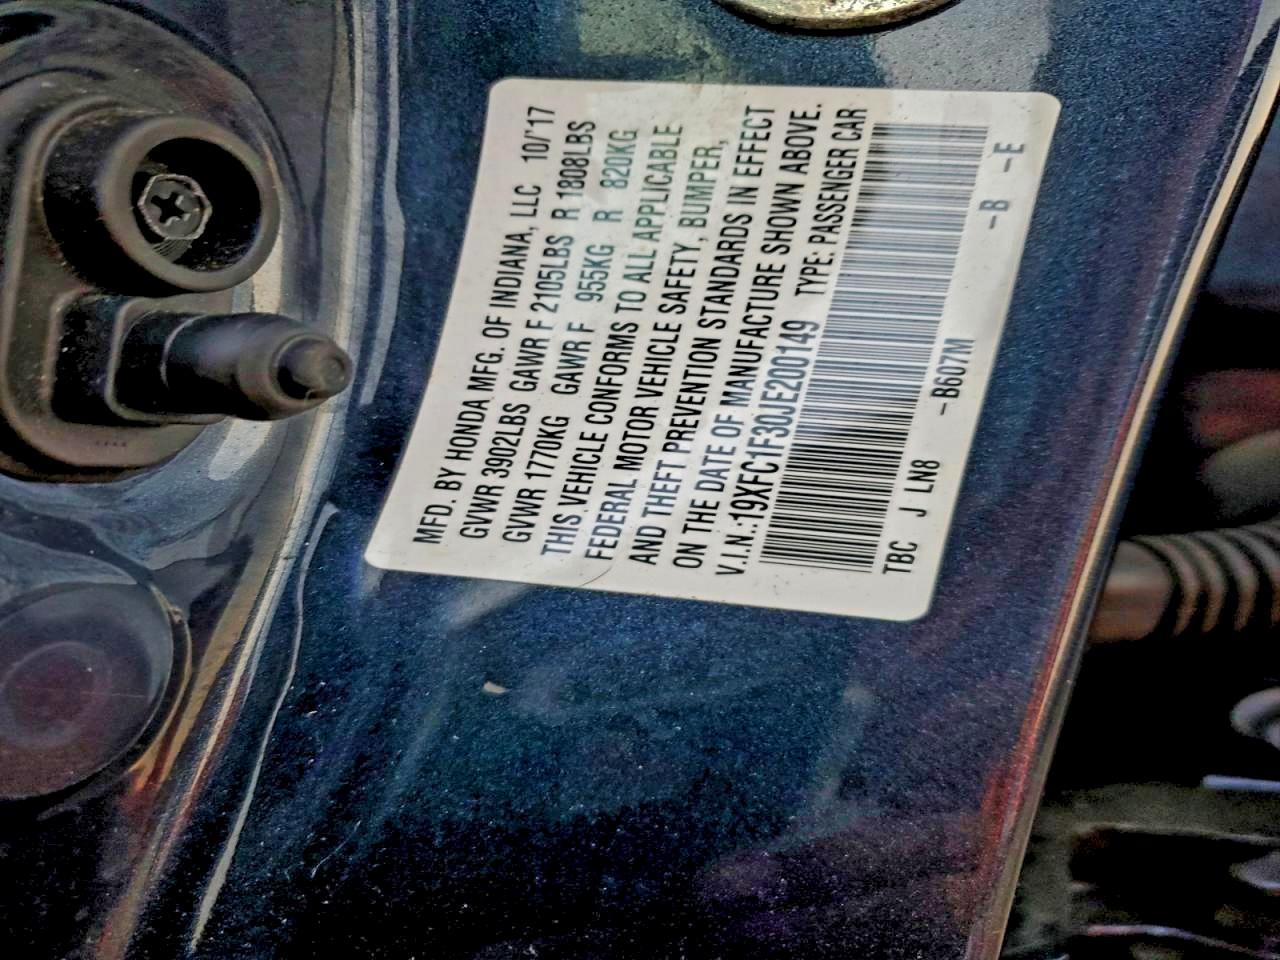 MFD. BY HONDA MFG. OF INDIANA, LLC 10/'17
GVWR 3902LBS GAWR F 2105LBS R 1808LBS
GVWR 1770KG GAWR F 955KG R 820KG
THIS VEHICLE CONFORMS TO ALL APPLICABLE
FEDERAL MOTOR VEHICLE SAFETY, BUMPER,
AND THEFT PREVENTION STANDARDS IN EFFECT
ON THE DATE OF MANUFACTURE SHOWN ABOVE.
V.I.N.:19XFC1F30JE200149 TYPE: PASSENGER CAR
TBC J LN8 -B607M -B -E